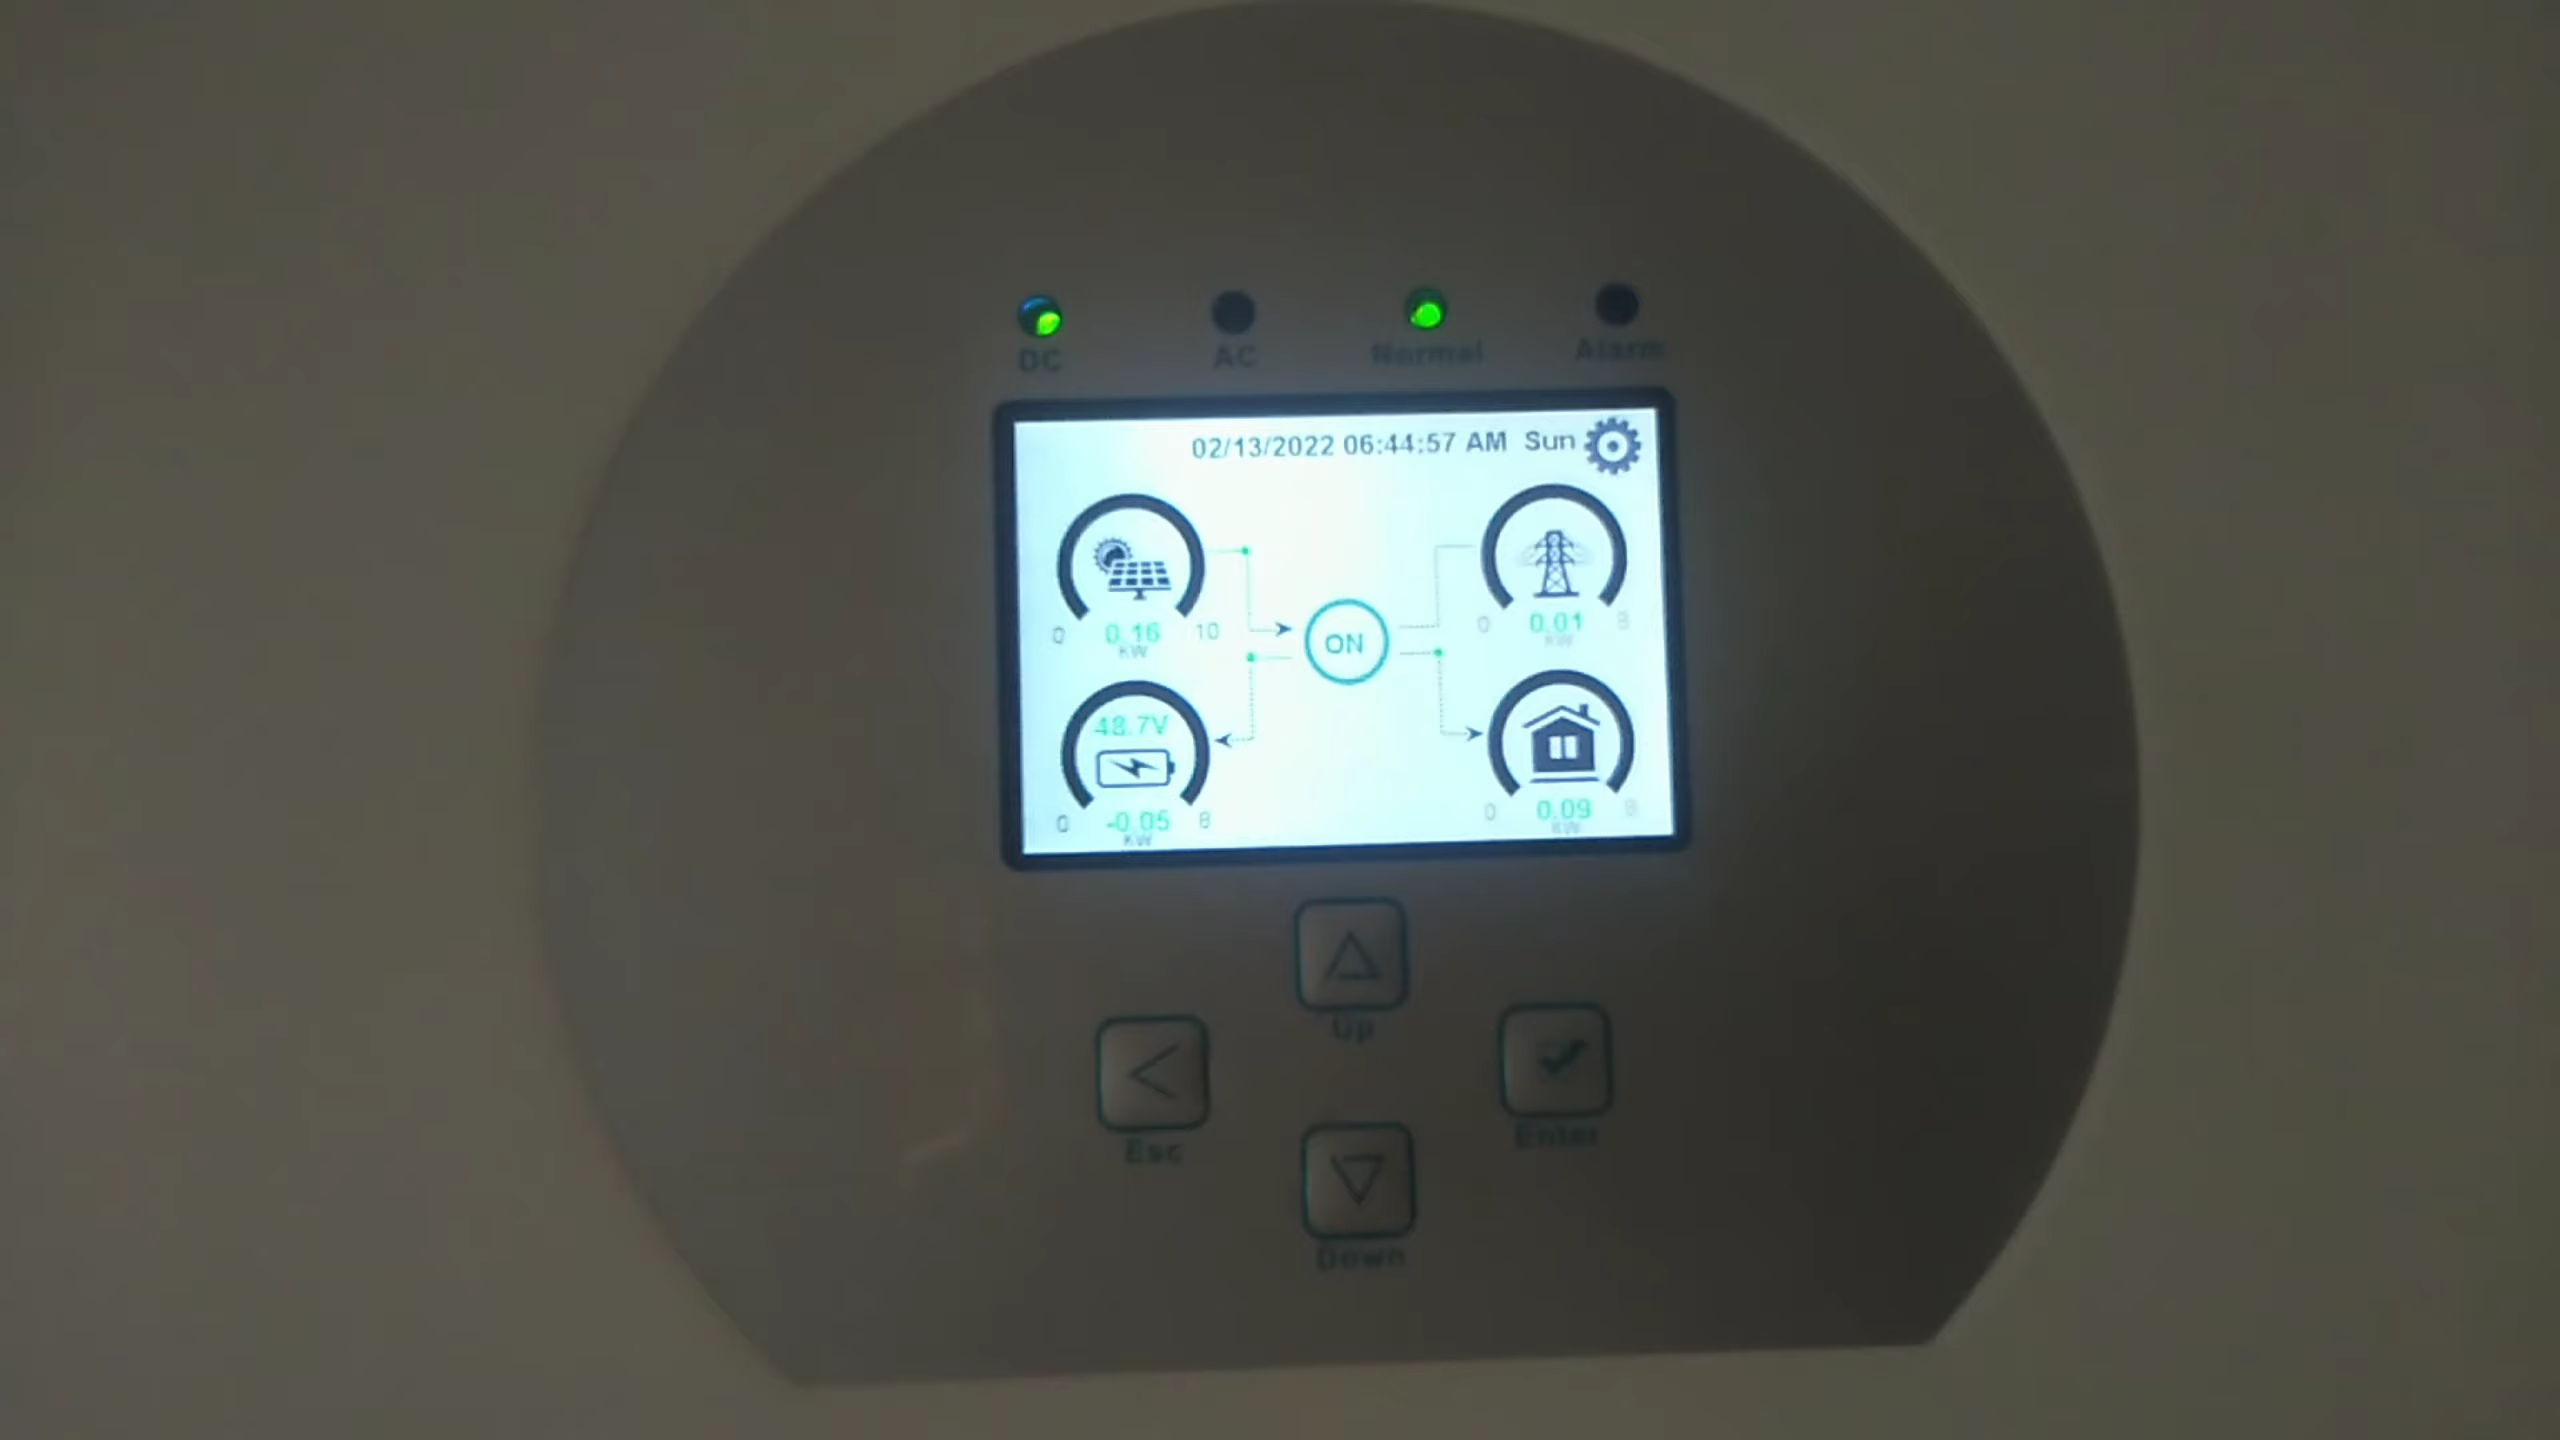 DC AC Normal Alarm
02/13/2022 06:44:57 AM Sun
0 0.16 10
KW
0 0.01 8
KW
ON
48.7V
0 -0.05 8
KW
0 0.09 8
KW
Up
Esc
Enter
Down